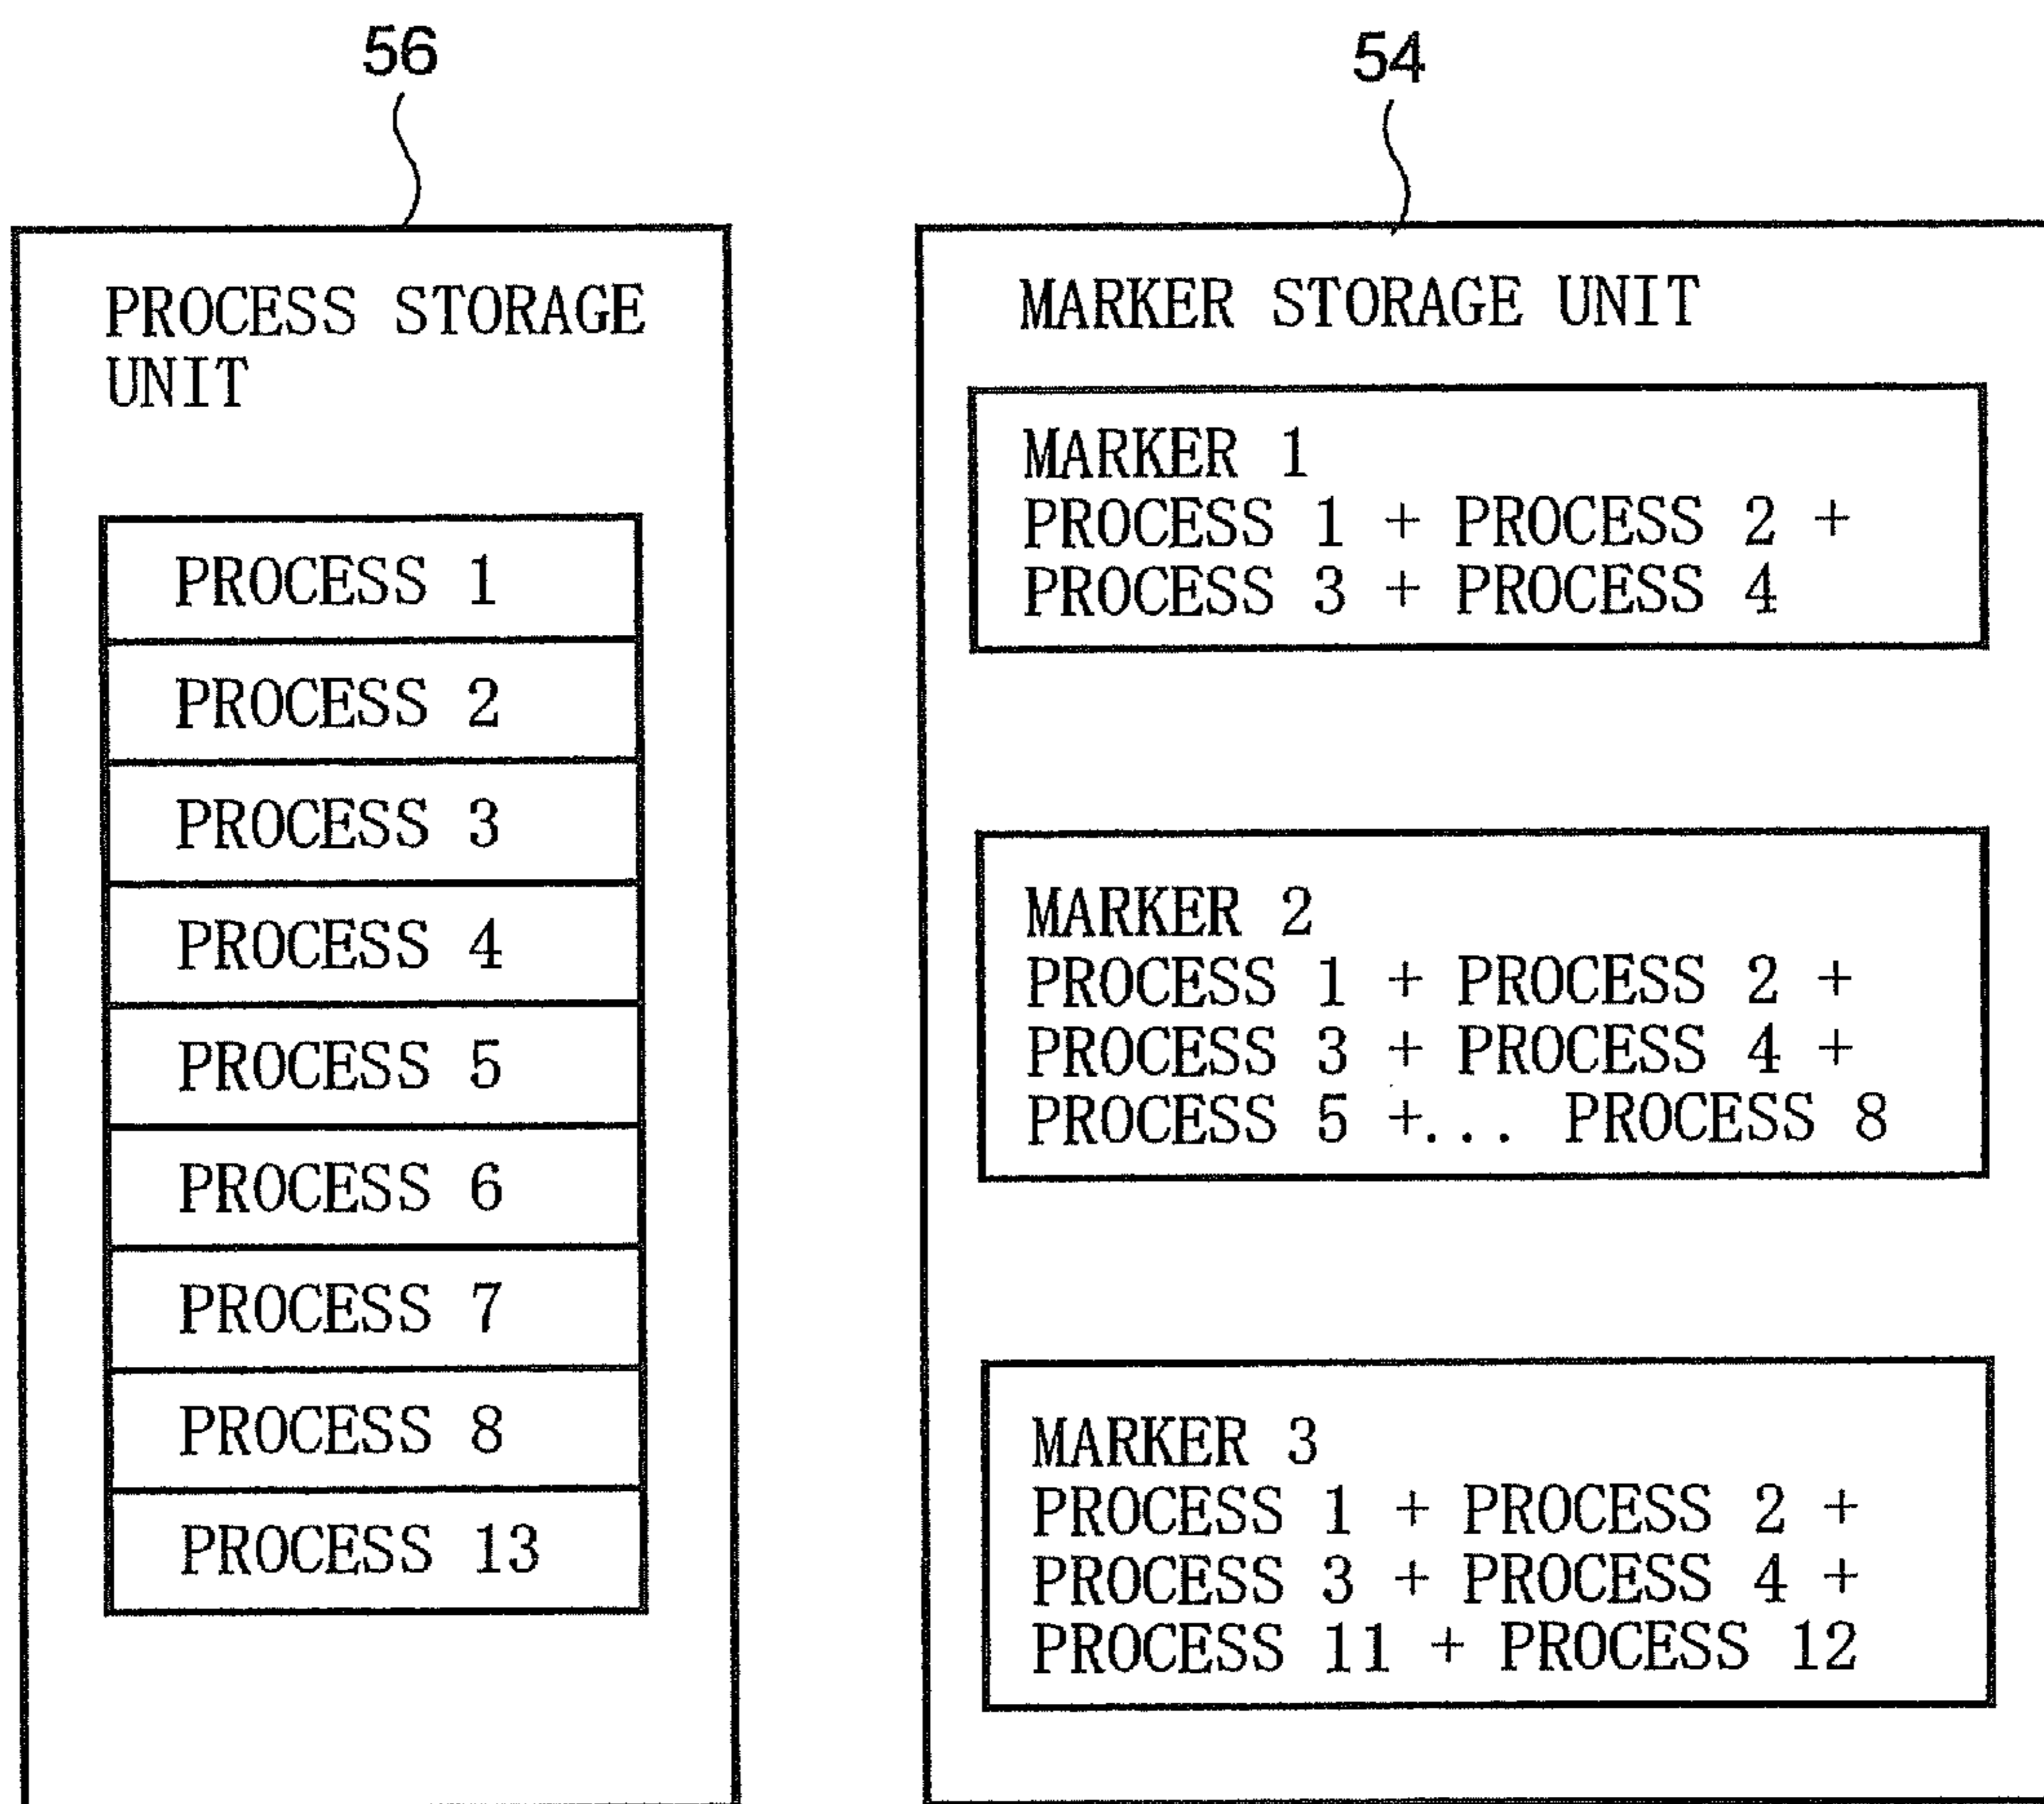 56
PROCESS STORAGE
UNIT
PROCESS 1
PROCESS 2
PROCESS 3
PROCESS 4
PROCESS 5
PROCESS 6
PROCESS 7
PROCESS 8
PROCESS 13
54
MARKER STORAGE UNIT
MARKER 1
PROCESS 1 + PROCESS 2 +
PROCESS 3 + PROCESS 4
MARKER 2
PROCESS 1 + PROCESS 2 +
PROCESS 3 + PROCESS 4 +
PROCESS 5 +... PROCESS 8
MARKER 3
PROCESS 1 + PROCESS 2 +
PROCESS 3 + PROCESS 4 +
PROCESS 11 + PROCESS 12